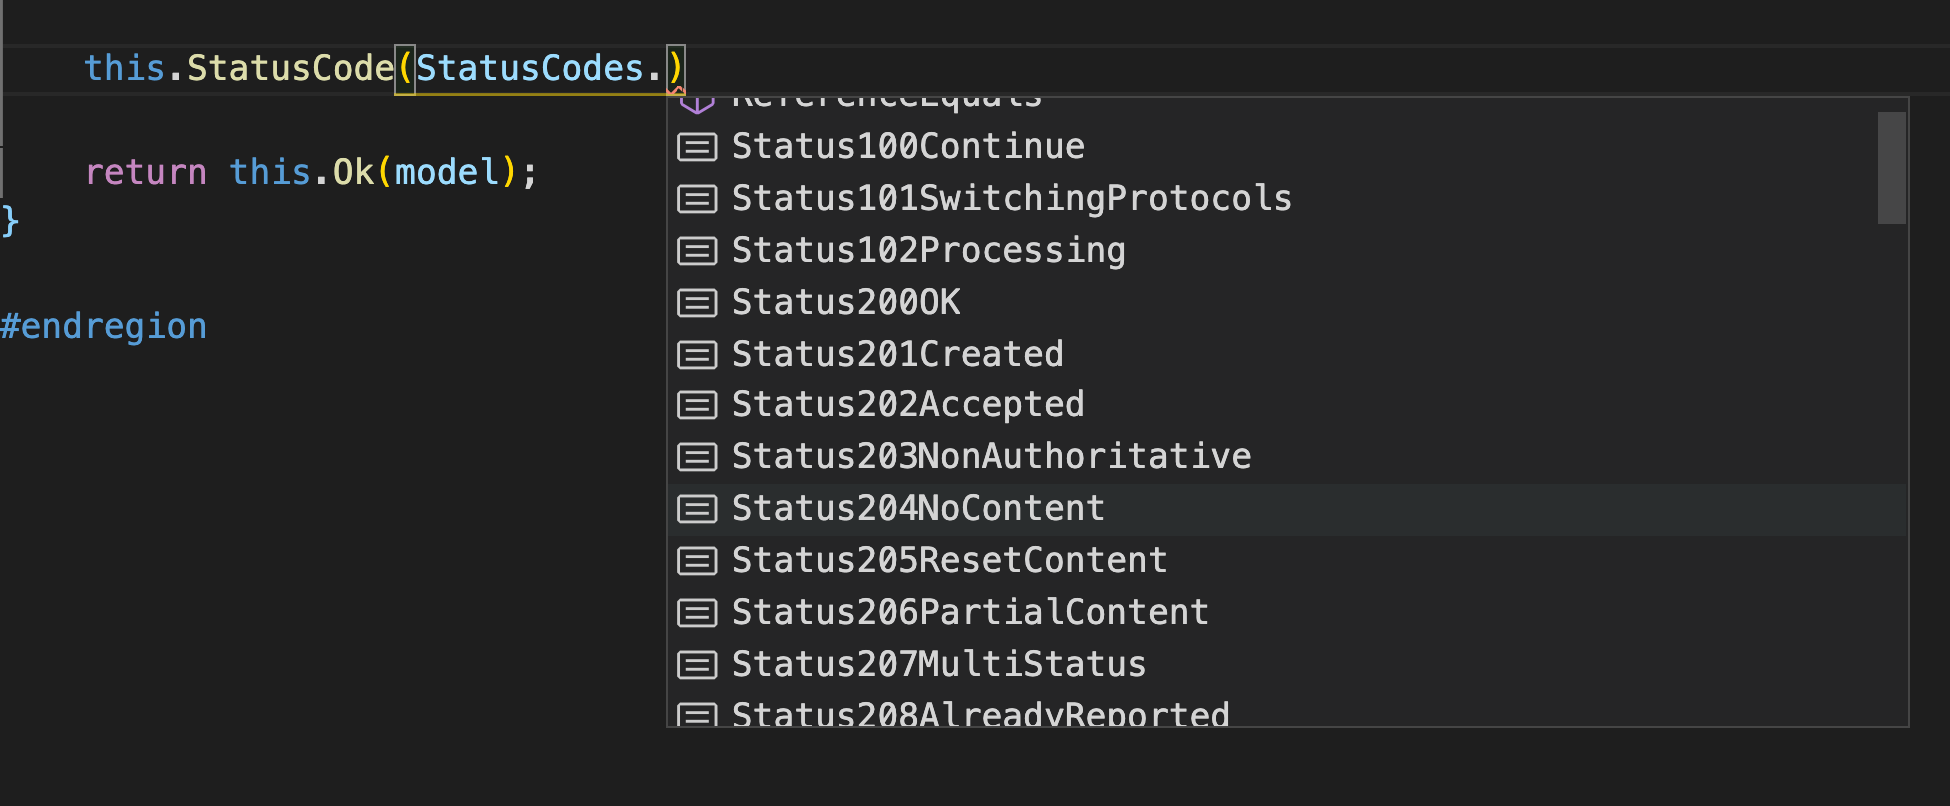 this.StatusCode(StatusCodes.)
return this.Ok(model);
}
#endregion
ReferenceEquals
Status100Continue
Status101SwitchingProtocols
Status102Processing
Status200OK
Status201Created
Status202Accepted
Status203NonAuthoritative
Status204NoContent
Status205ResetContent
Status206PartialContent
Status207MultiStatus
Status208AlreadyReported